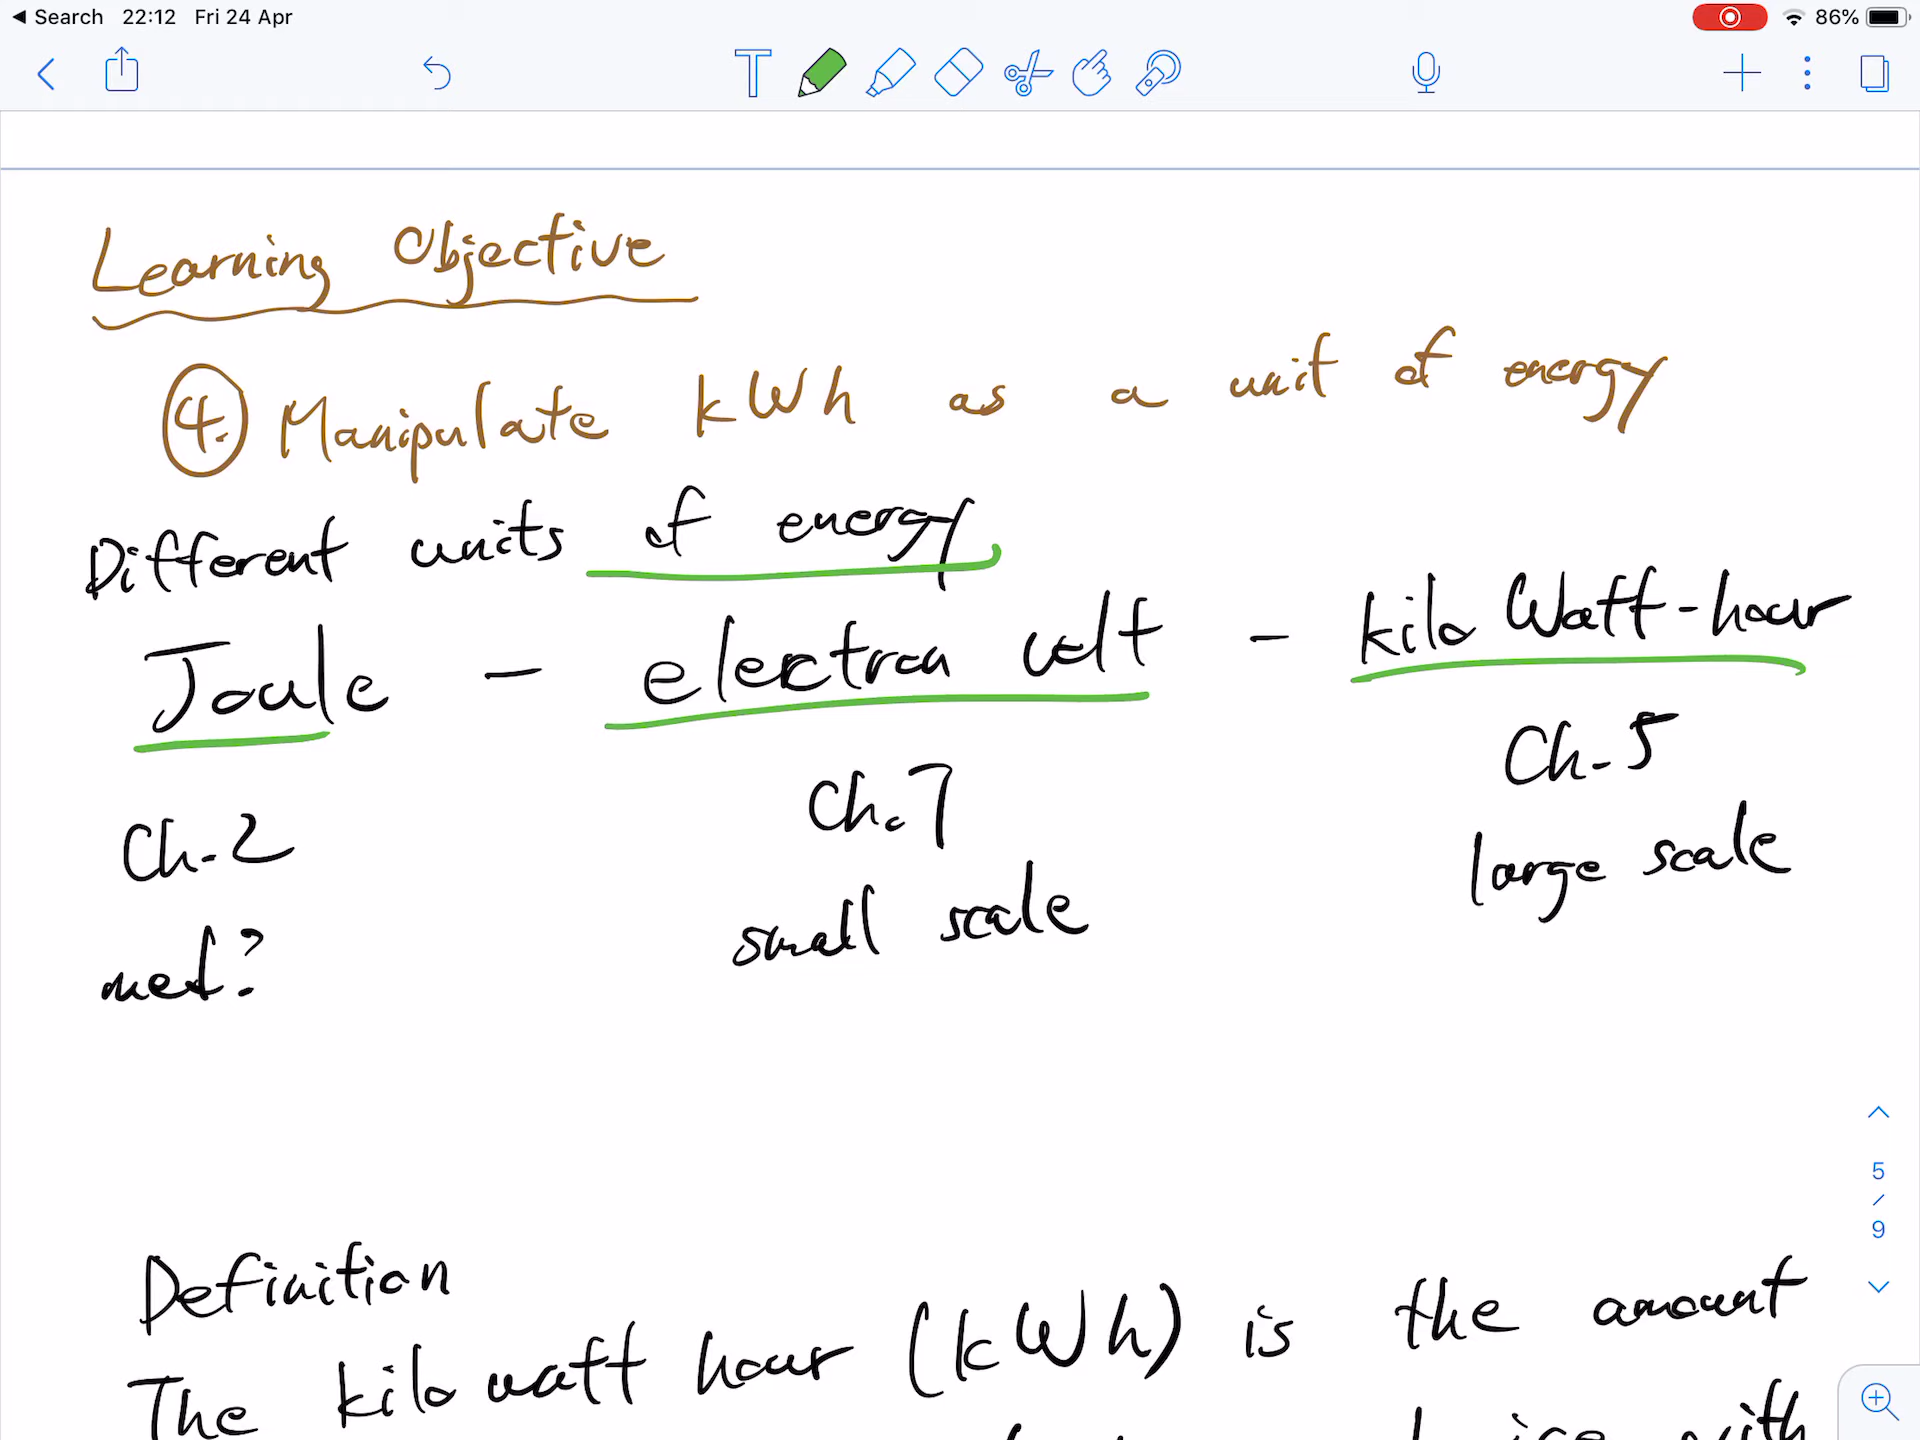 Search 22:12 Fri 24 Apr 86%
Learning Objective
4. Manipulate kWh as a unit of energy
Different units of energy
Joule - electron volt - kilo Watt-hour
Ch. 2 Ch. 7 Ch. 5
med? small scale large scale
5
/
9
Definition
The kilo watt hour (kWh) is the amount
with